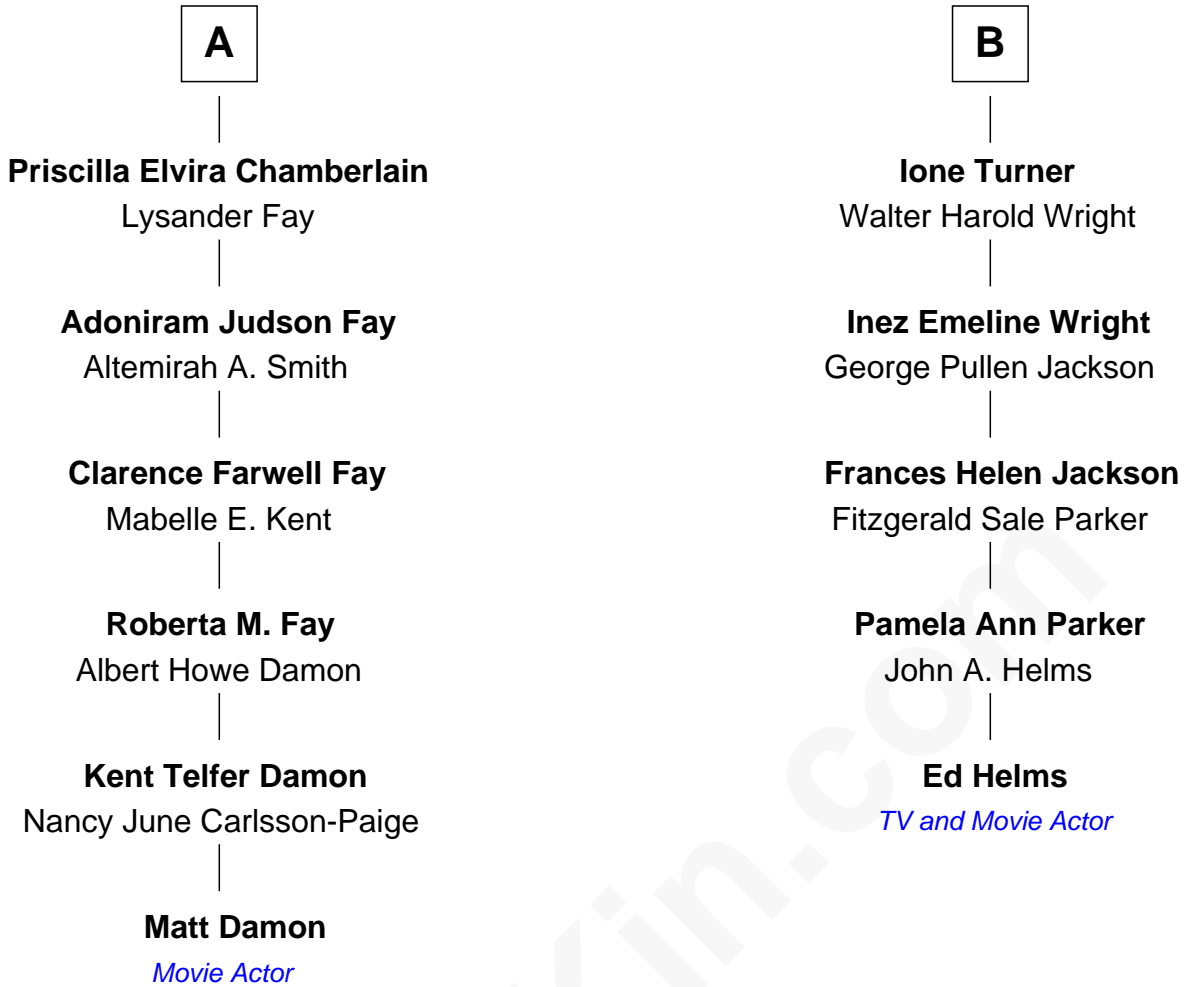 A
Priscilla Elvira Chamberlain
Lysander Fay
Adoniram Judson Fay
Altemirah A. Smith
Clarence Farwell Fay
Mabelle E. Kent
Roberta M. Fay
Albert Howe Damon
Kent Telfer Damon
Nancy June Carlsson-Paige
Matt Damon
Movie Actor
B
Ione Turner
Walter Harold Wright
Inez Emeline Wright
George Pullen Jackson
Frances Helen Jackson
Fitzgerald Sale Parker
Pamela Ann Parker
John A. Helms
Ed Helms
TV and Movie Actor
Kin.com